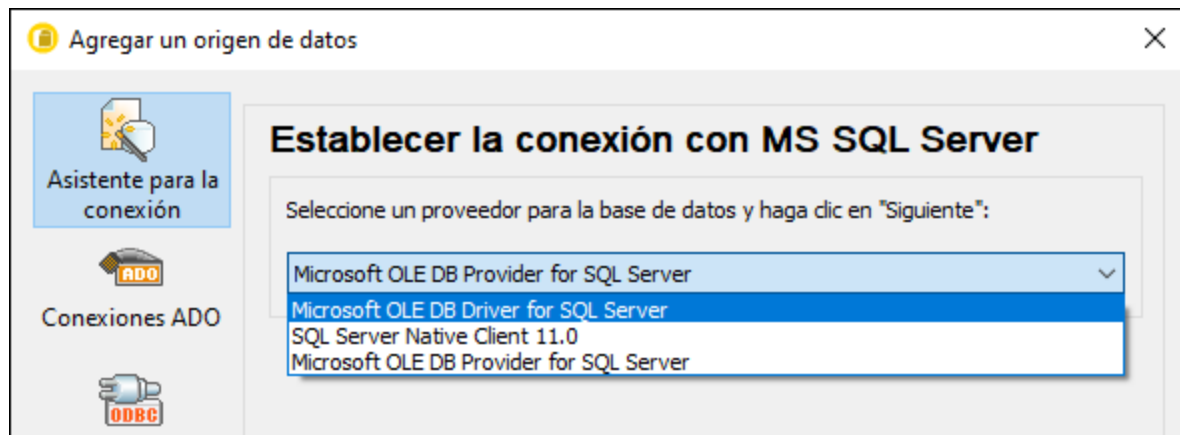 Agregar un origen de datos
Asistente para la
conexión
Conexiones ADO
ADO
ODBC
Establecer la conexión con MS SQL Server
Seleccione un proveedor para la base de datos y haga clic en "Siguiente":
Microsoft OLE DB Provider for SQL Server
Microsoft OLE DB Driver for SQL Server
SQL Server Native Client 11.0
Microsoft OLE DB Provider for SQL Server